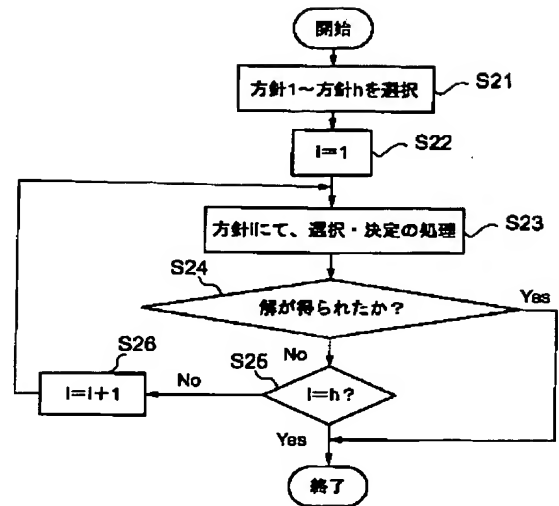 開始
方針1～方針hを選択
S21
i=1
S22
方針iにて、選択・決定の処理
S23
S24
解が得られたか?
Yes
No
S26
i=i+1
No
S25
i=h?
Yes
終了